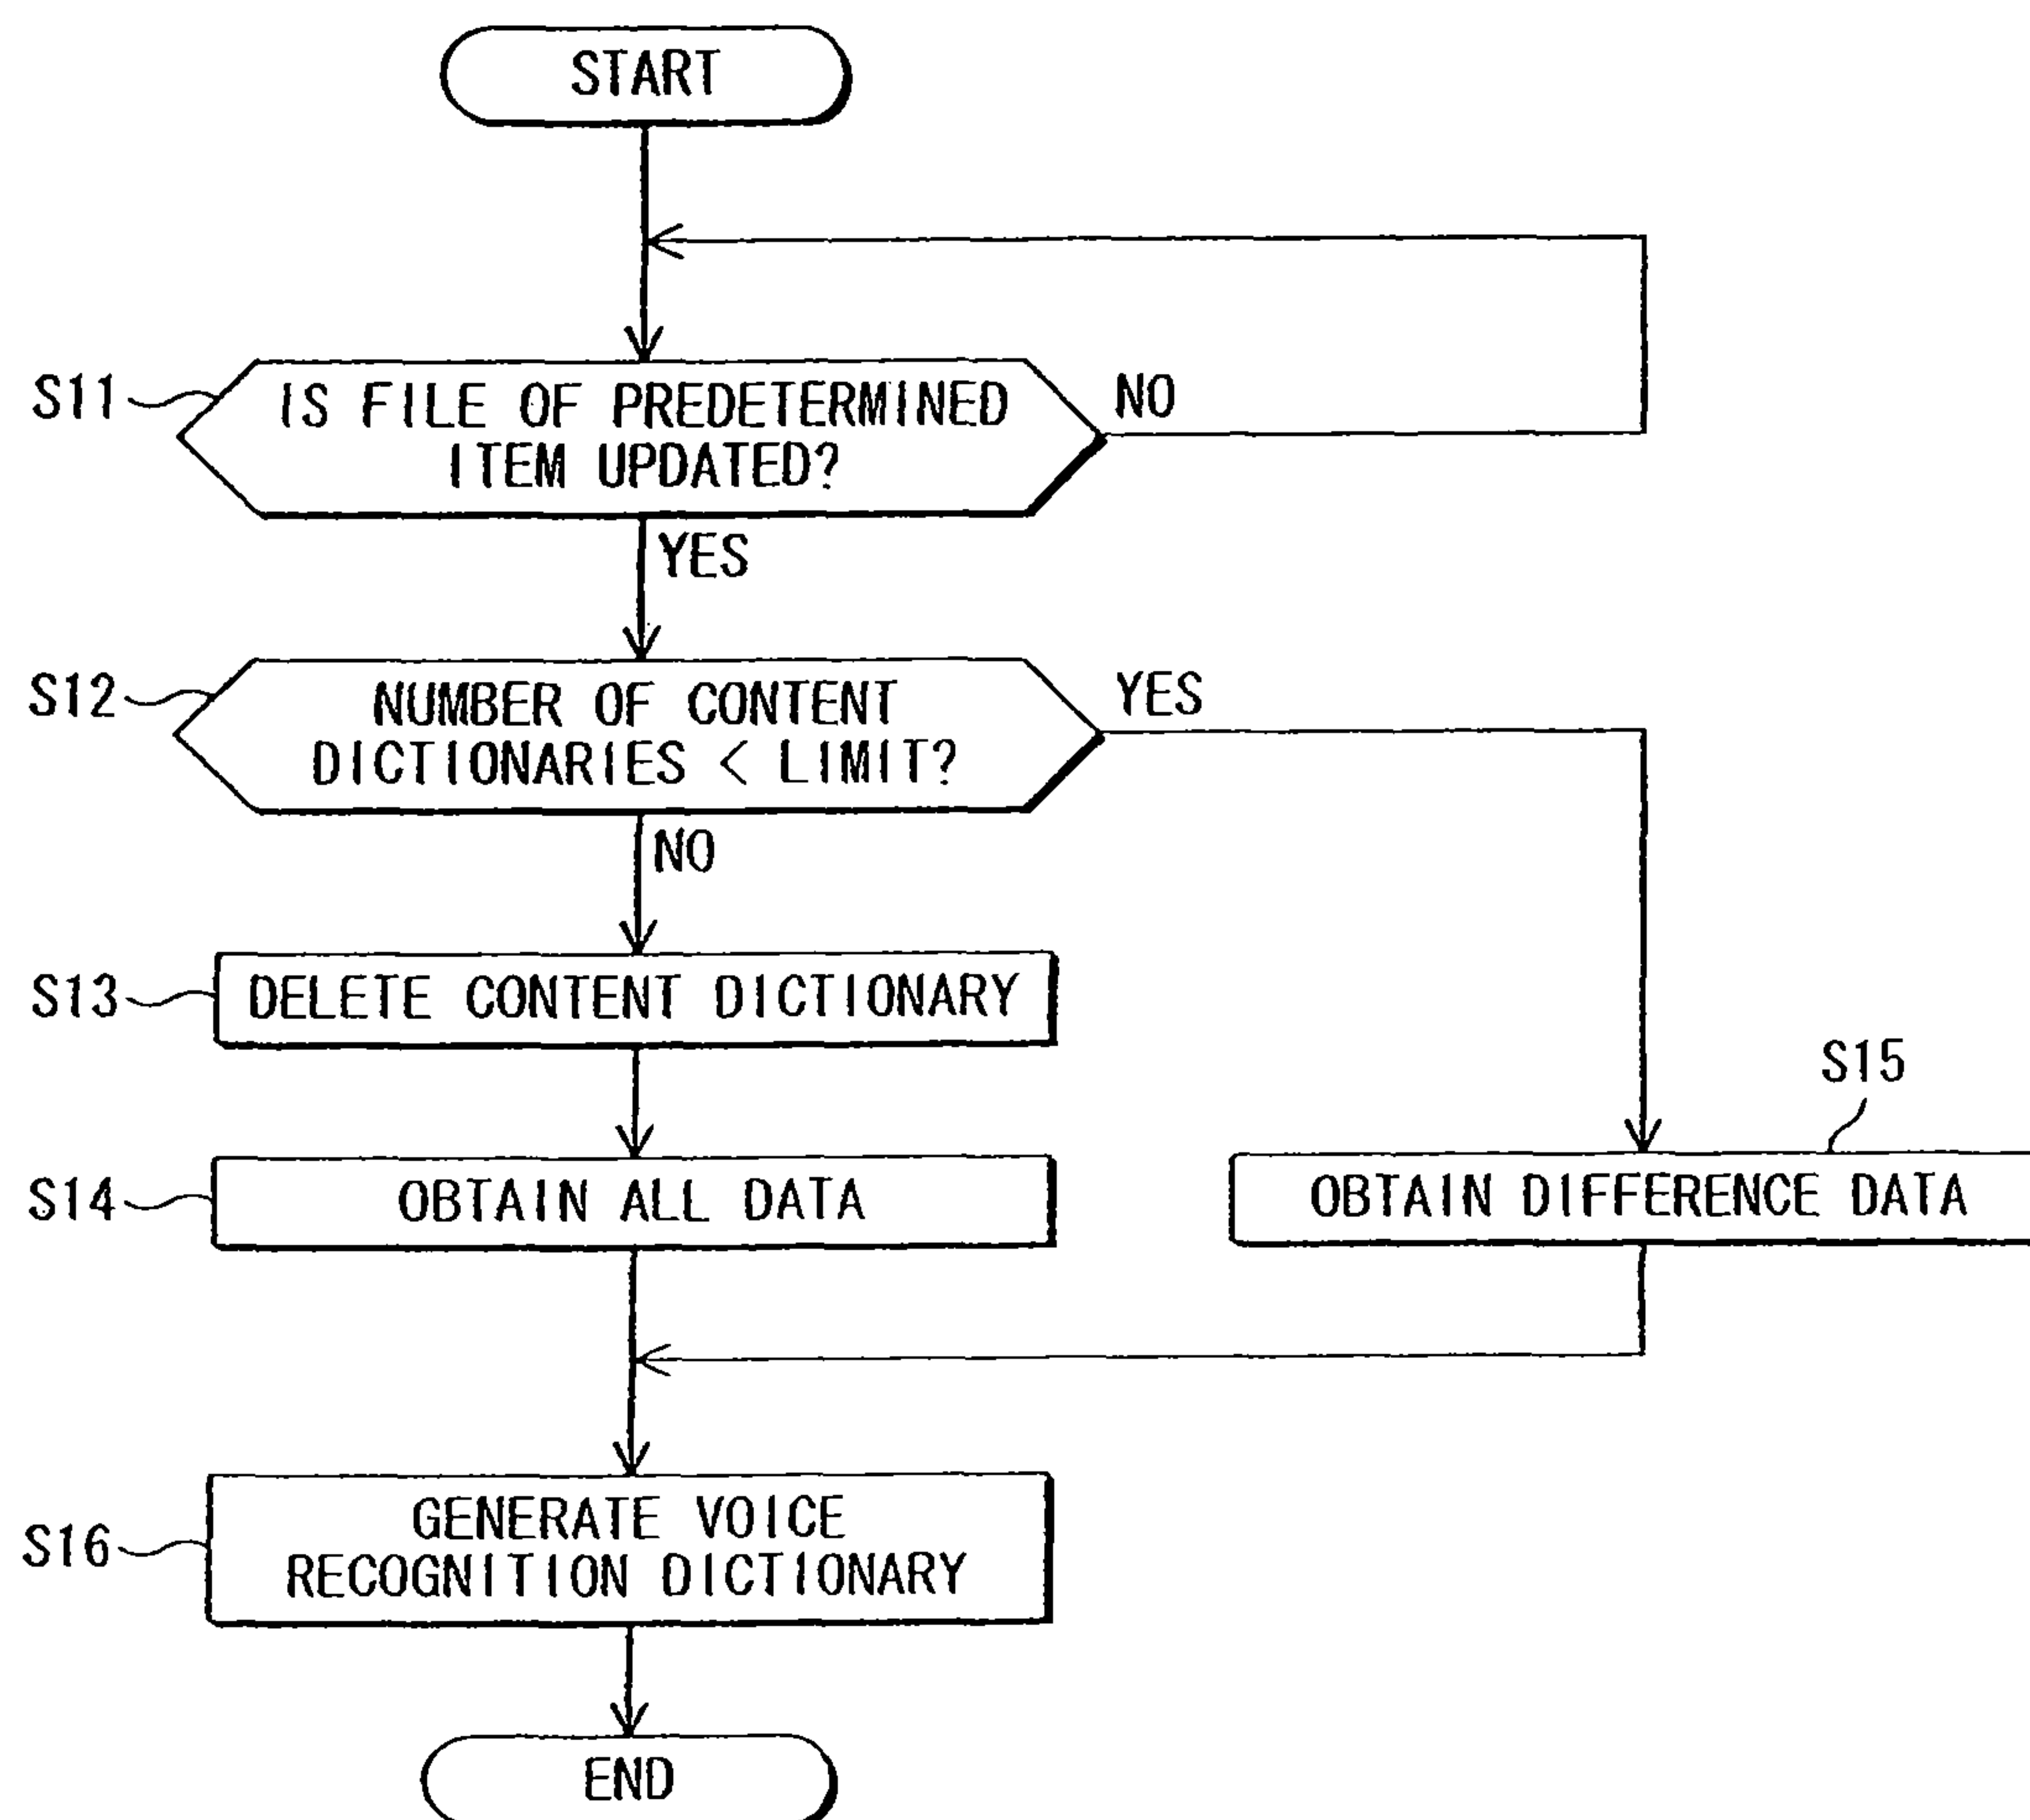 START
S11
IS FILE OF PREDETERMINED
ITEM UPDATED?
NO
YES
S12
NUMBER OF CONTENT
DICTIONARIES < LIMIT?
YES
NO
S13
DELETE CONTENT DICTIONARY
S14
OBTAIN ALL DATA
S15
OBTAIN DIFFERENCE DATA
S16
GENERATE VOICE
RECOGNITION DICTIONARY
END